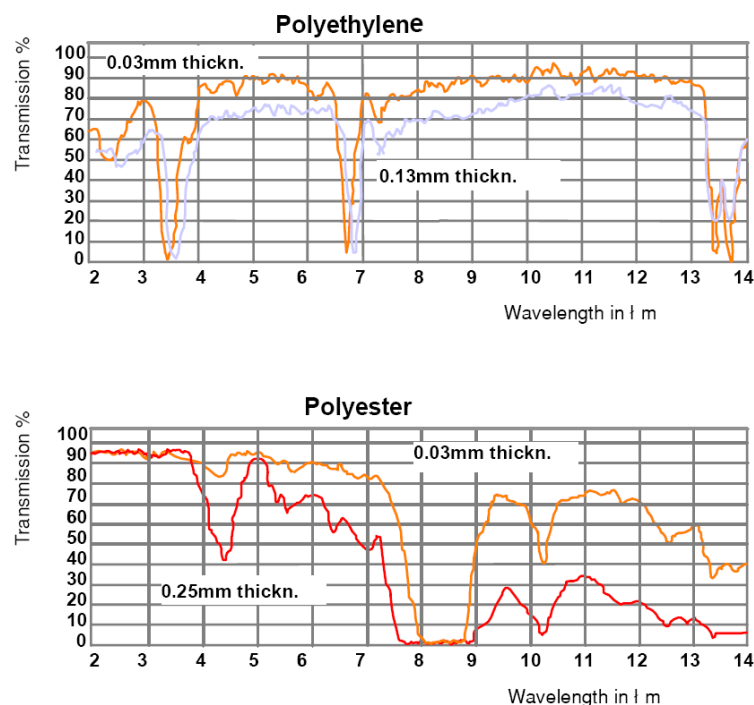 Polyethylene
Transmission %
100
90
80
70
60
50
40
30
20
10
0
0.03mm thickn.
0.13mm thickn.
2 3 4 5 6 7 8 9 10 11 12 13 14
Wavelength in ł m
Polyester
Transmission %
100
90
80
70
60
50
40
30
20
10
0
0.03mm thickn.
0.25mm thickn.
2 3 4 5 6 7 8 9 10 11 12 13 14
Wavelength in ł m